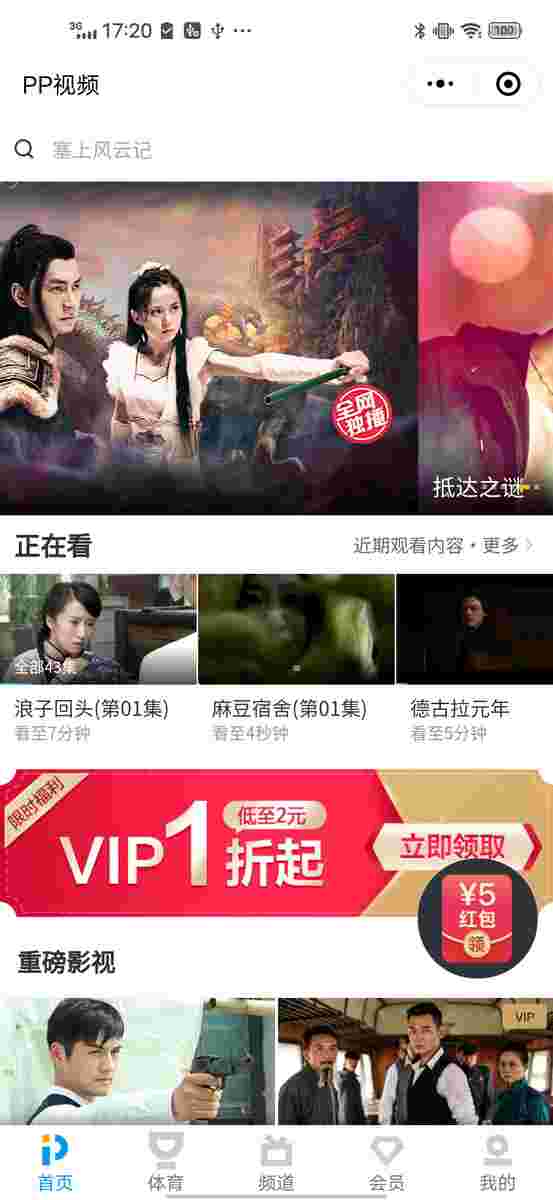 3G 17:20 100
PP视频
塞上风云记
全网
独播
抵达之谜
正在看
近期观看内容·更多
全部43集
浪子回头(第01集)
麻豆宿舍(第01集)
德古拉元年
看至7分钟
看至4秒钟
看至5分钟
限时福利
VIP1折起
低至2元
立即领取
¥5
红包
领
重磅影视
VIP
首页
体育
频道
会员
我的